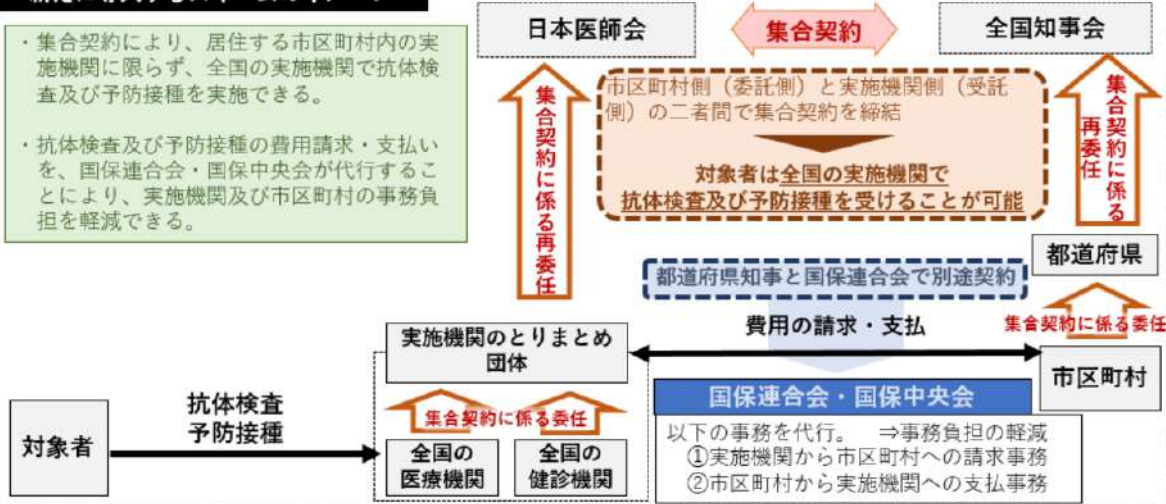 ・集合契約により、居住する市区町村内の実
施機関に限らず、全国の実施機関で抗体検
査及び予防接種を実施できる。
・抗体検査及び予防接種の費用請求・支払い
を、国保連合会・国保中央会が代行するこ
とにより、実施機関及び市区町村の事務負
担を軽減できる。
日本医師会
集合契約
全国知事会
市区町村側（委託側）と実施機関側（受託
側）の二者間で集合契約を締結
対象者は全国の実施機関で
抗体検査及び予防接種を受けることが可能
集合契約に係る再委任
集合契約に係る
再委任
都道府県
都道府県知事と国保連合会で別途契約
費用の請求・支払
集合契約に係る委任
市区町村
実施機関のとりまとめ
団体
集合契約に係る委任
全国の
医療機関
全国の
健診機関
対象者
抗体検査
予防接種
国保連合会・国保中央会
以下の事務を代行。　⇒事務負担の軽減
①実施機関から市区町村への請求事務
②市区町村から実施機関への支払事務